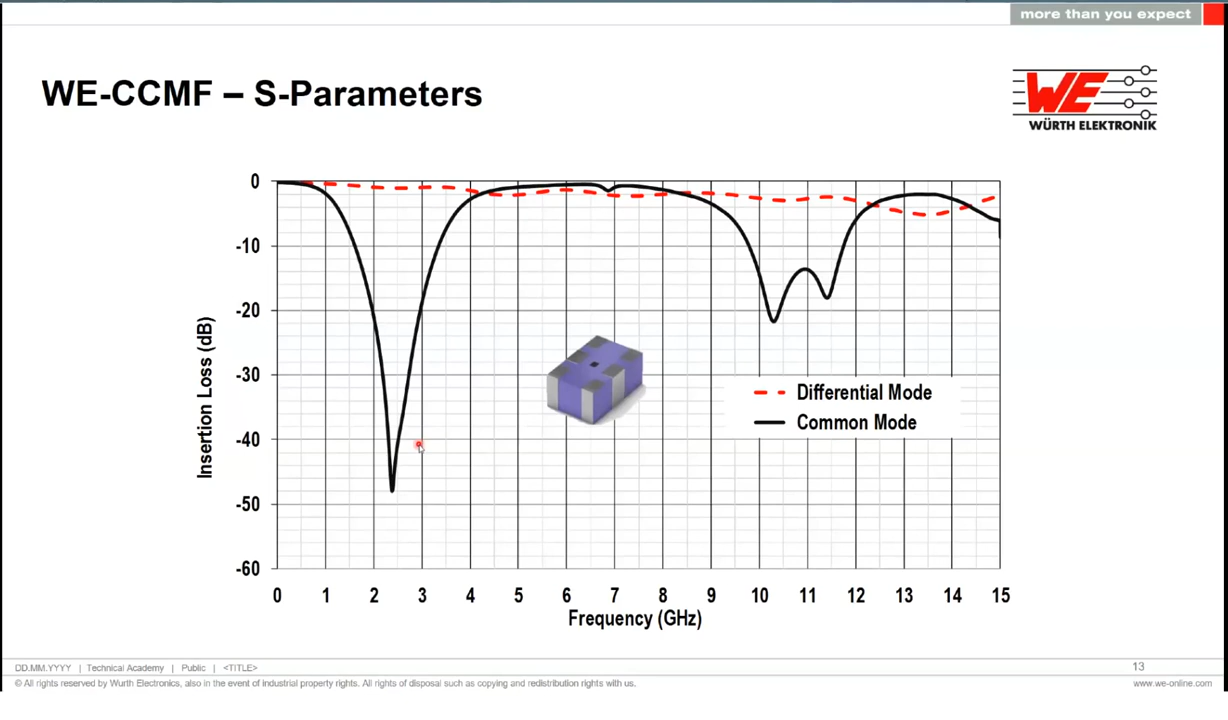 more than you expect
WE-CCMF – S-Parameters
WE
WÜRTH ELEKTRONIK
0
-10
-20
-30
-40
-50
-60
Insertion Loss (dB)
Differential Mode
Common Mode
0 1 2 3 4 5 6 7 8 9 10 11 12 13 14 15
Frequency (GHz)
DD.MM.YYYY | Technical Academy | Public | <TITLE>
13
© All rights reserved by Wurth Electronics, also in the event of industrial property rights. All rights of disposal such as copying and redistribution rights with us.
www.we-online.com